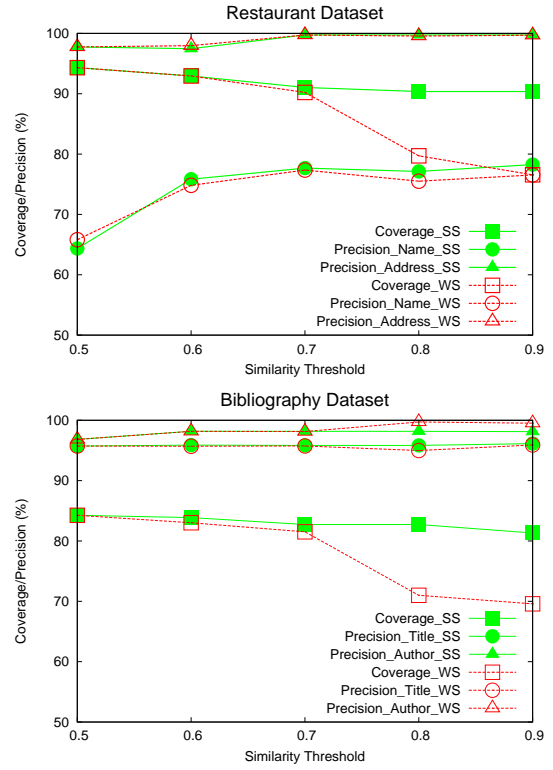 Restaurant Dataset
100
90
80
70
60
50
Coverage/Precision (%)
Coverage_SS
Precision_Name_SS
Precision_Address_SS
Coverage_WS
Precision_Name_WS
Precision_Address_WS
0.5 0.6 0.7 0.8 0.9
Similarity Threshold
Bibliography Dataset
100
90
80
70
60
50
Coverage/Precision (%)
Coverage_SS
Precision_Title_SS
Precision_Author_SS
Coverage_WS
Precision_Title_WS
Precision_Author_WS
0.5 0.6 0.7 0.8 0.9
Similarity Threshold